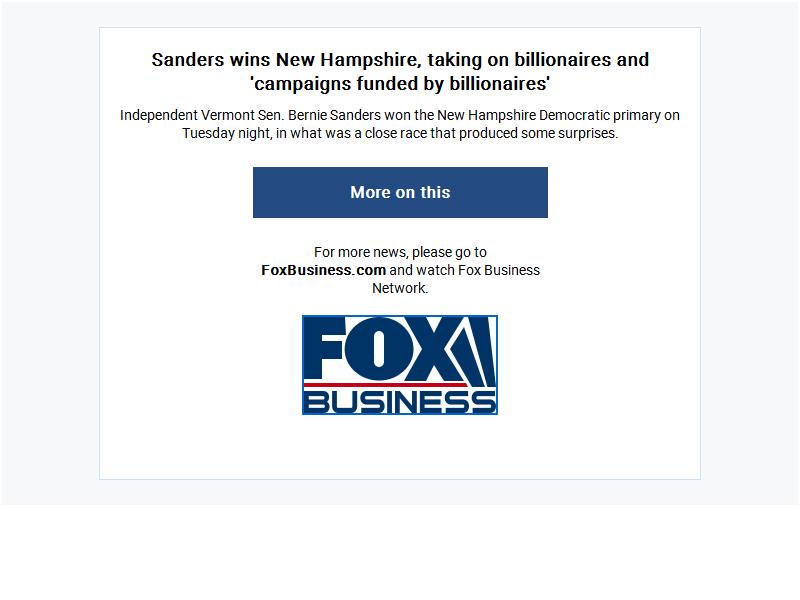 Sanders wins New Hampshire, taking on billionaires and
'campaigns funded by billionaires'
Independent Vermont Sen. Bernie Sanders won the New Hampshire Democratic primary on
Tuesday night, in what was a close race that produced some surprises.
More on this
For more news, please go to
FoxBusiness.com and watch Fox Business
Network.
FOX
BUSINESS